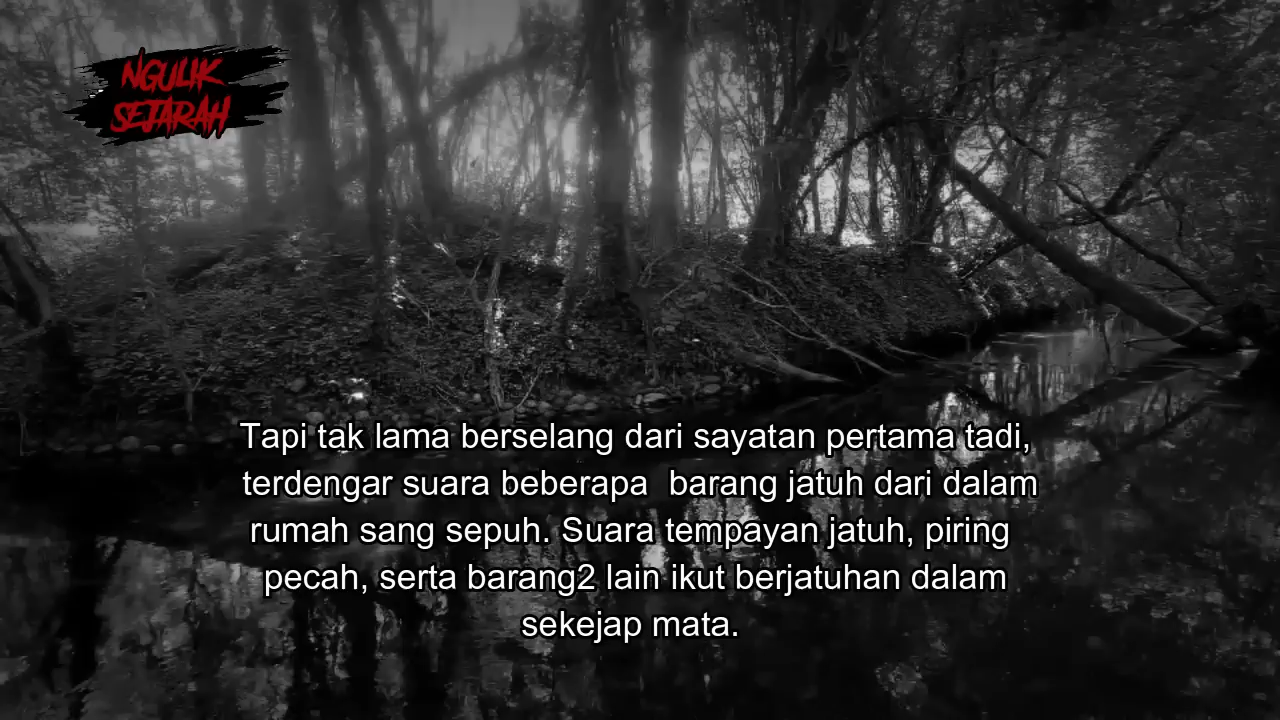 NGULIK
SEJARAH
Tapi tak lama berselang dari sayatan pertama tadi,
terdengar suara beberapa  barang jatuh dari dalam
rumah sang sepuh. Suara tempayan jatuh, piring
pecah, serta barang2 lain ikut berjatuhan dalam
sekejap mata.